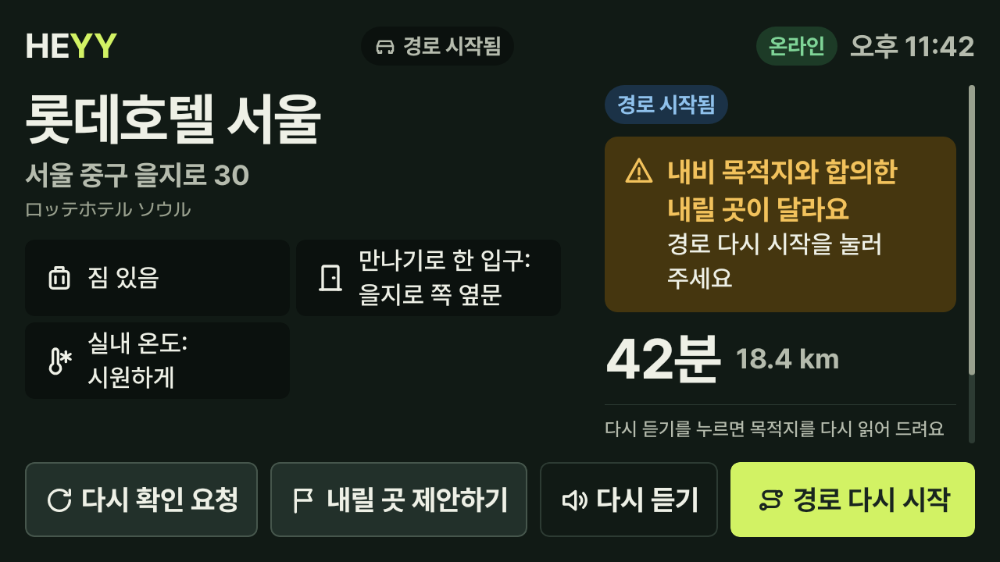 HEYY
경로 시작됨
온라인
오후 11:42
롯데호텔 서울
서울 중구 을지로 30
ロッテホテル ソウル
짐 있음
만나기로 한 입구:
을지로 쪽 옆문
실내 온도:
시원하게
경로 시작됨
내비 목적지와 합의한
내릴 곳이 달라요
경로 다시 시작을 눌러
주세요
42분 18.4 km
다시 듣기를 누르면 목적지를 다시 읽어 드려요
다시 확인 요청
내릴 곳 제안하기
다시 듣기
경로 다시 시작